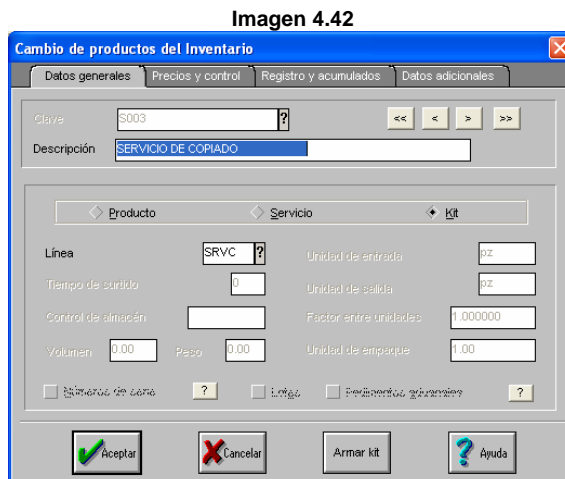 Imagen 4.42
Cambio de productos del Inventario
Datos generales Precios y control Registro y acumulados Datos adicionales
Clave S003 ? << < > >>
Descripción SERVICIO DE COPIADO
Producto Servicio Kit
Línea SRVC ? Unidad de entrada pz
Tiempo de surtido 0 Unidad de salida pz
Control de almacén Factor entre unidades 1.000000
Volumen 0.00 Peso 0.00 Unidad de empaque 1.00
Números de serie ? Lotes Pedimentos aduanales ?
Aceptar Cancelar Armar kit Ayuda